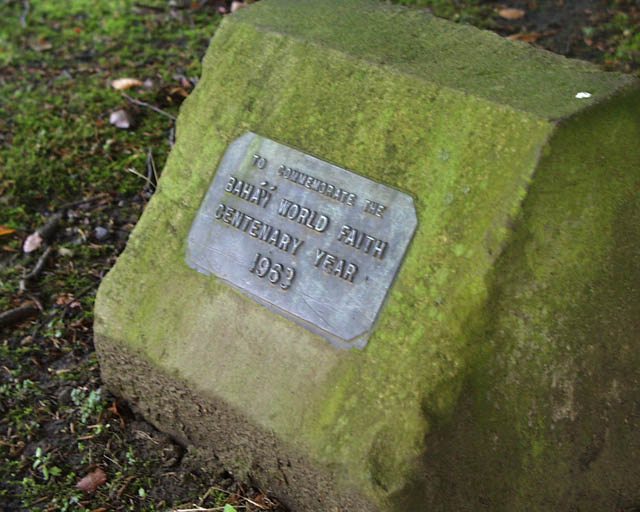 TO COMMEMORATE THE
BAHÁ'Í WORLD FAITH
CENTENARY YEAR
1963